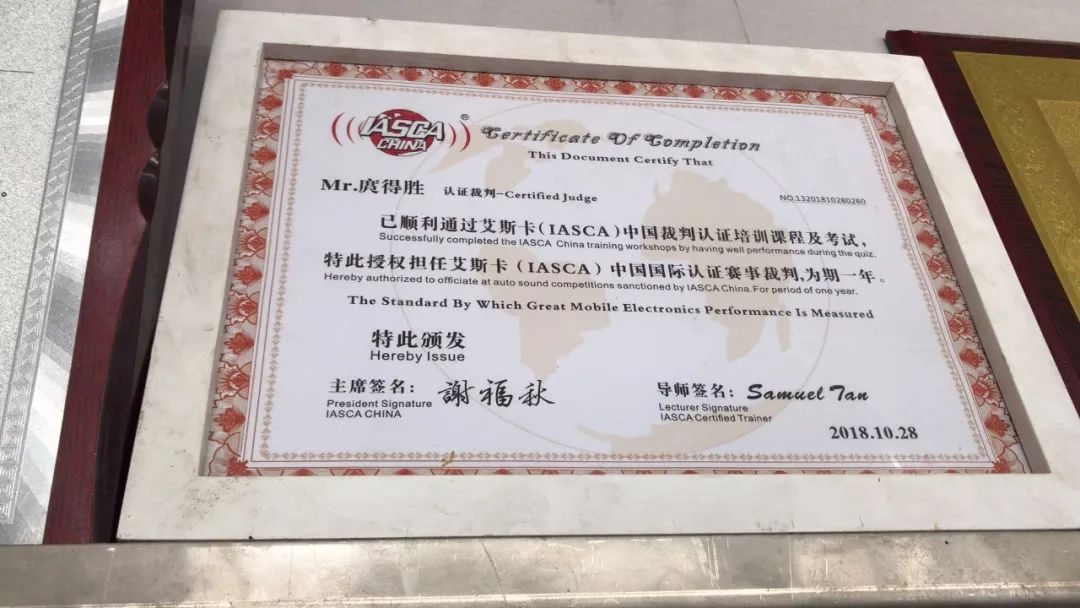 IASCA ®
CHINA
Certificate Of Completion
This Document Certify That
Mr.庹得胜 认证裁判-Certified Judge
NO.13201810280260
已顺利通过艾斯卡(IASCA)中国裁判认证培训课程及考试,
Successfully completed the IASCA China training workshops by having well performance during the quiz.
特此授权担任艾斯卡(IASCA)中国国际认证赛事裁判,为期一年。
Hereby authorized to officiate at auto sound competitions sanctioned by IASCA China.For period of one year.
The Standard By Which Great Mobile Electronics Performance Is Measured
特此颁发
Hereby Issue
主席签名: 謝福秋
President Signature
IASCA CHINA
导师签名: Samuel Tan
Lecturer Signature
IASCA Certified Trainer
2018.10.28